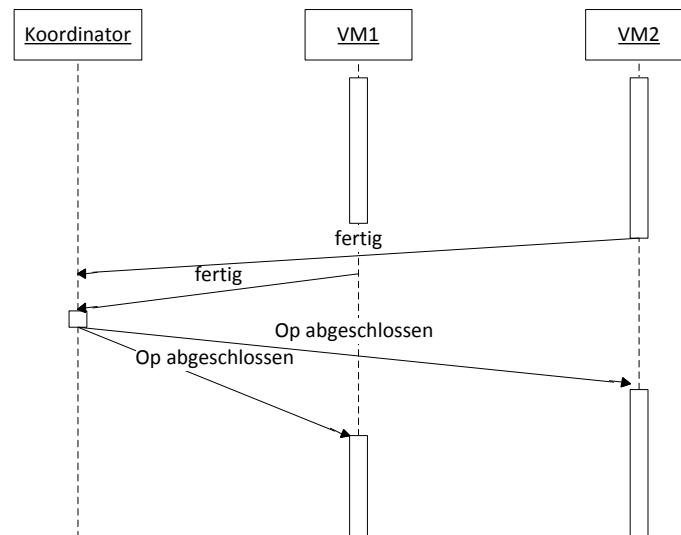 Koordinator
VM1
VM2
fertig
fertig
Op abgeschlossen
Op abgeschlossen